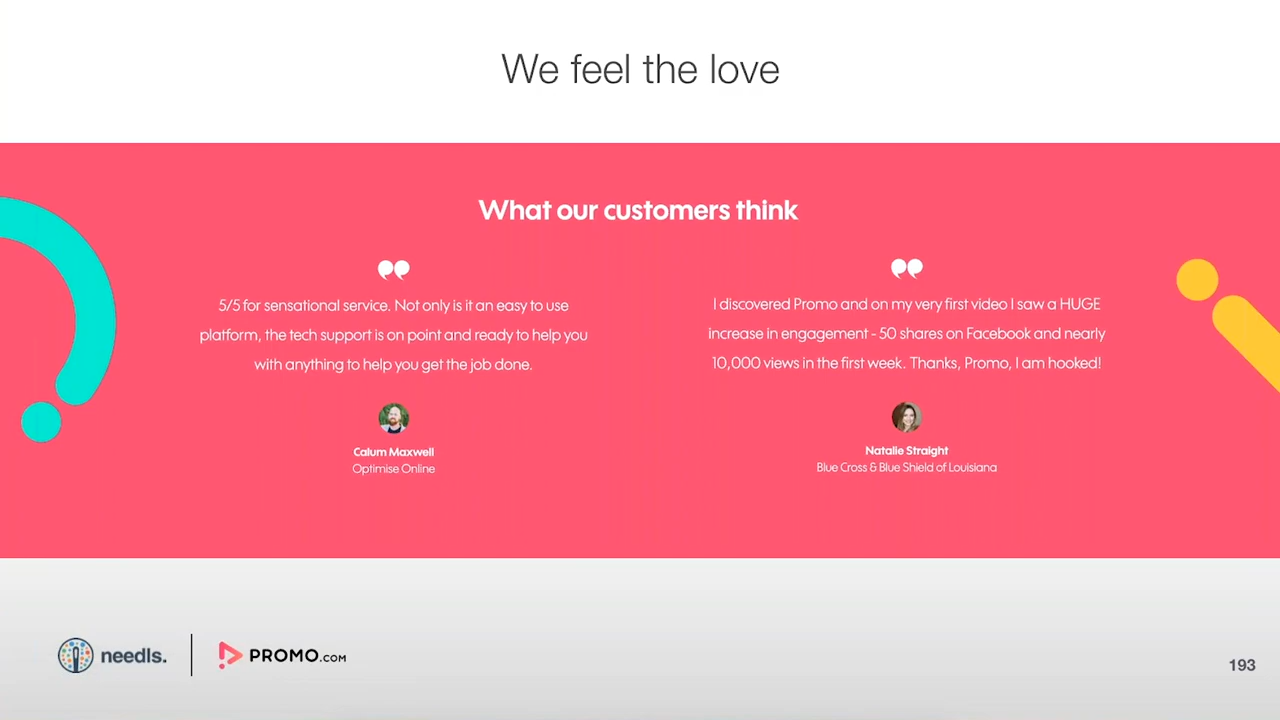 We feel the love
What our customers think
5/5 for sensational service. Not only is it an easy to use
platform, the tech support is on point and ready to help you
with anything to help you get the job done.
Calum Maxwell
Optimise Online
I discovered Promo and on my very first video I saw a HUGE
increase in engagement - 50 shares on Facebook and nearly
10,000 views in the first week. Thanks, Promo, I am hooked!
Natalie Straight
Blue Cross & Blue Shield of Louisiana
needls.
PROMO.COM
193